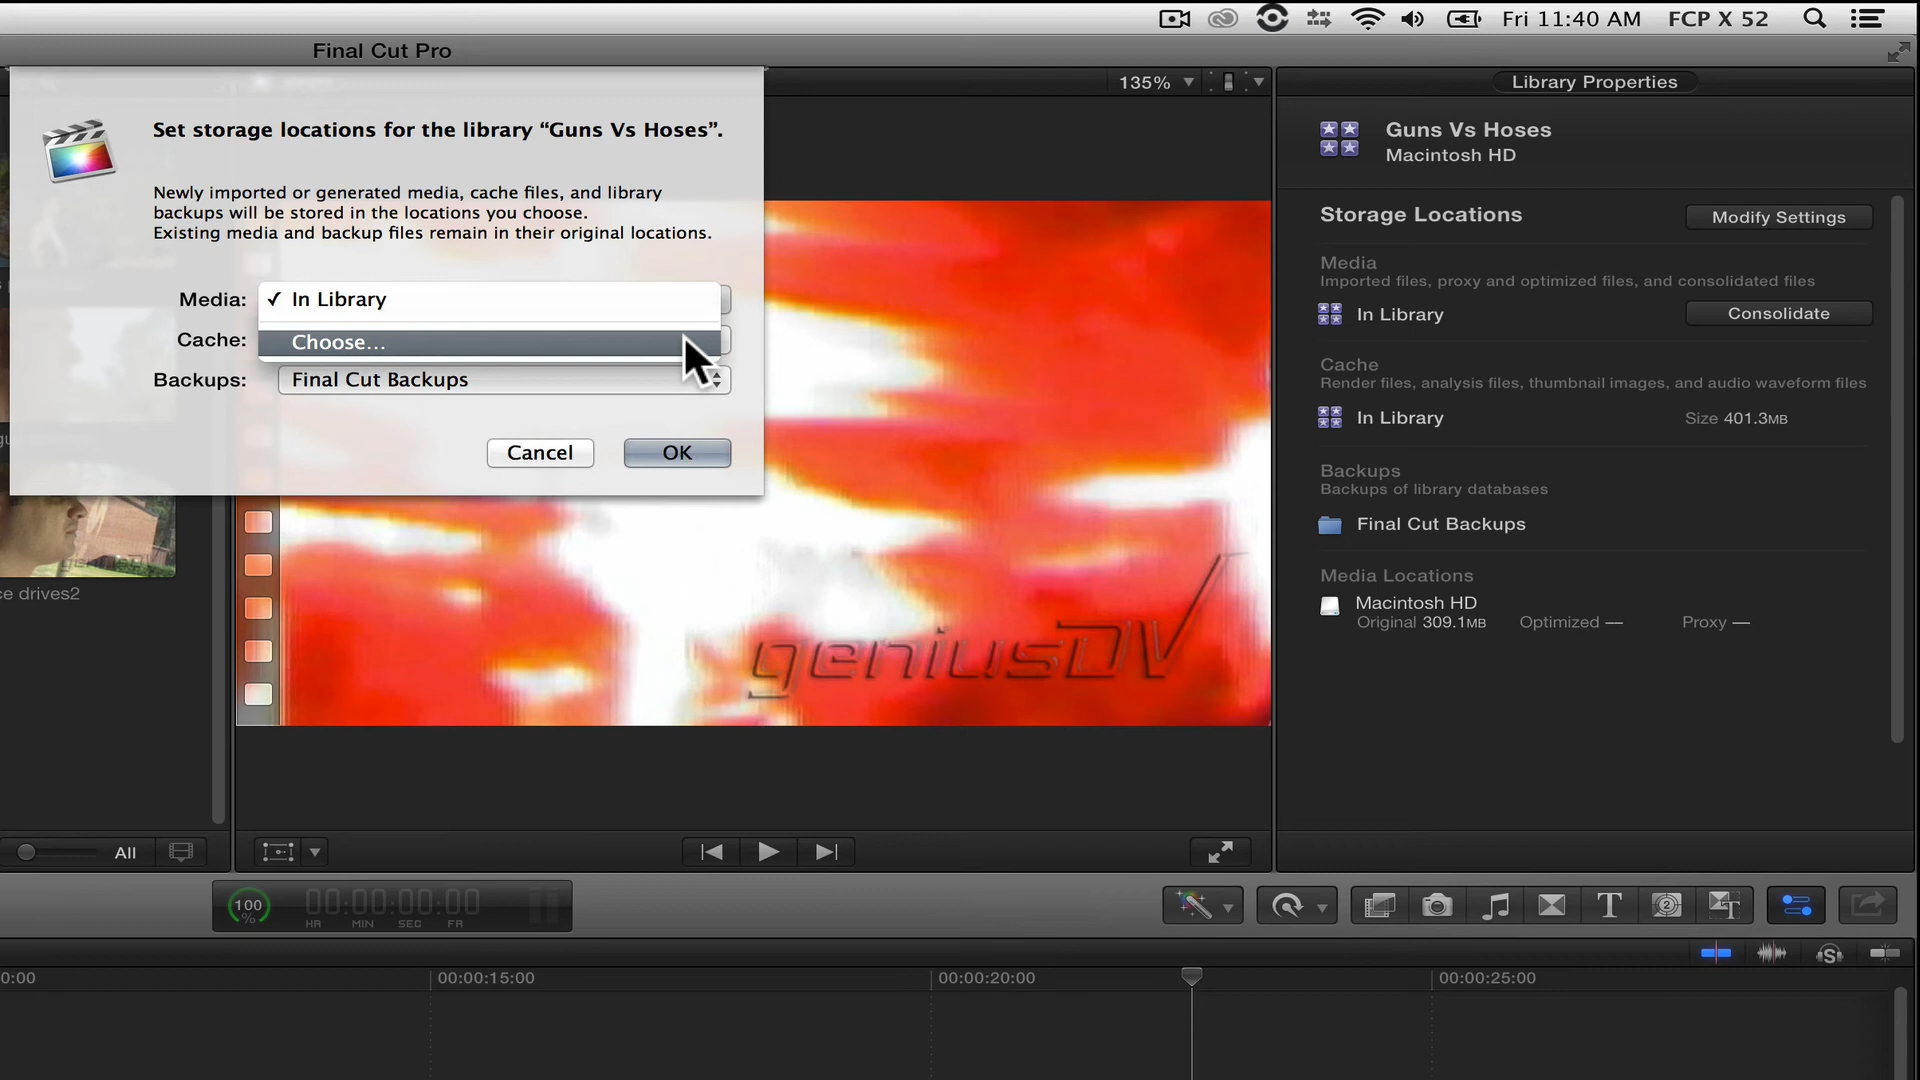 Fri 11:40 AM FCP X 52
Final Cut Pro
135%
Library Properties
Set storage locations for the library “Guns Vs Hoses”.
Newly imported or generated media, cache files, and library
backups will be stored in the locations you choose.
Existing media and backup files remain in their original locations.
Media: ✓ In Library
Cache: Choose...
Backups: Final Cut Backups
Cancel OK
Guns Vs Hoses
Macintosh HD
Storage Locations Modify Settings
Media
Imported files, proxy and optimized files, and consolidated files
In Library Consolidate
Cache
Render files, analysis files, thumbnail images, and audio waveform files
In Library Size 401.3MB
Backups
Backups of library databases
Final Cut Backups
Media Locations
Macintosh HD
Original 309.1MB Optimized — Proxy —
ce drives2
geniusDV
All
100 %
00:00:00:00
HR MIN SEC FR
0:00 00:00:15:00 00:00:20:00 00:00:25:00